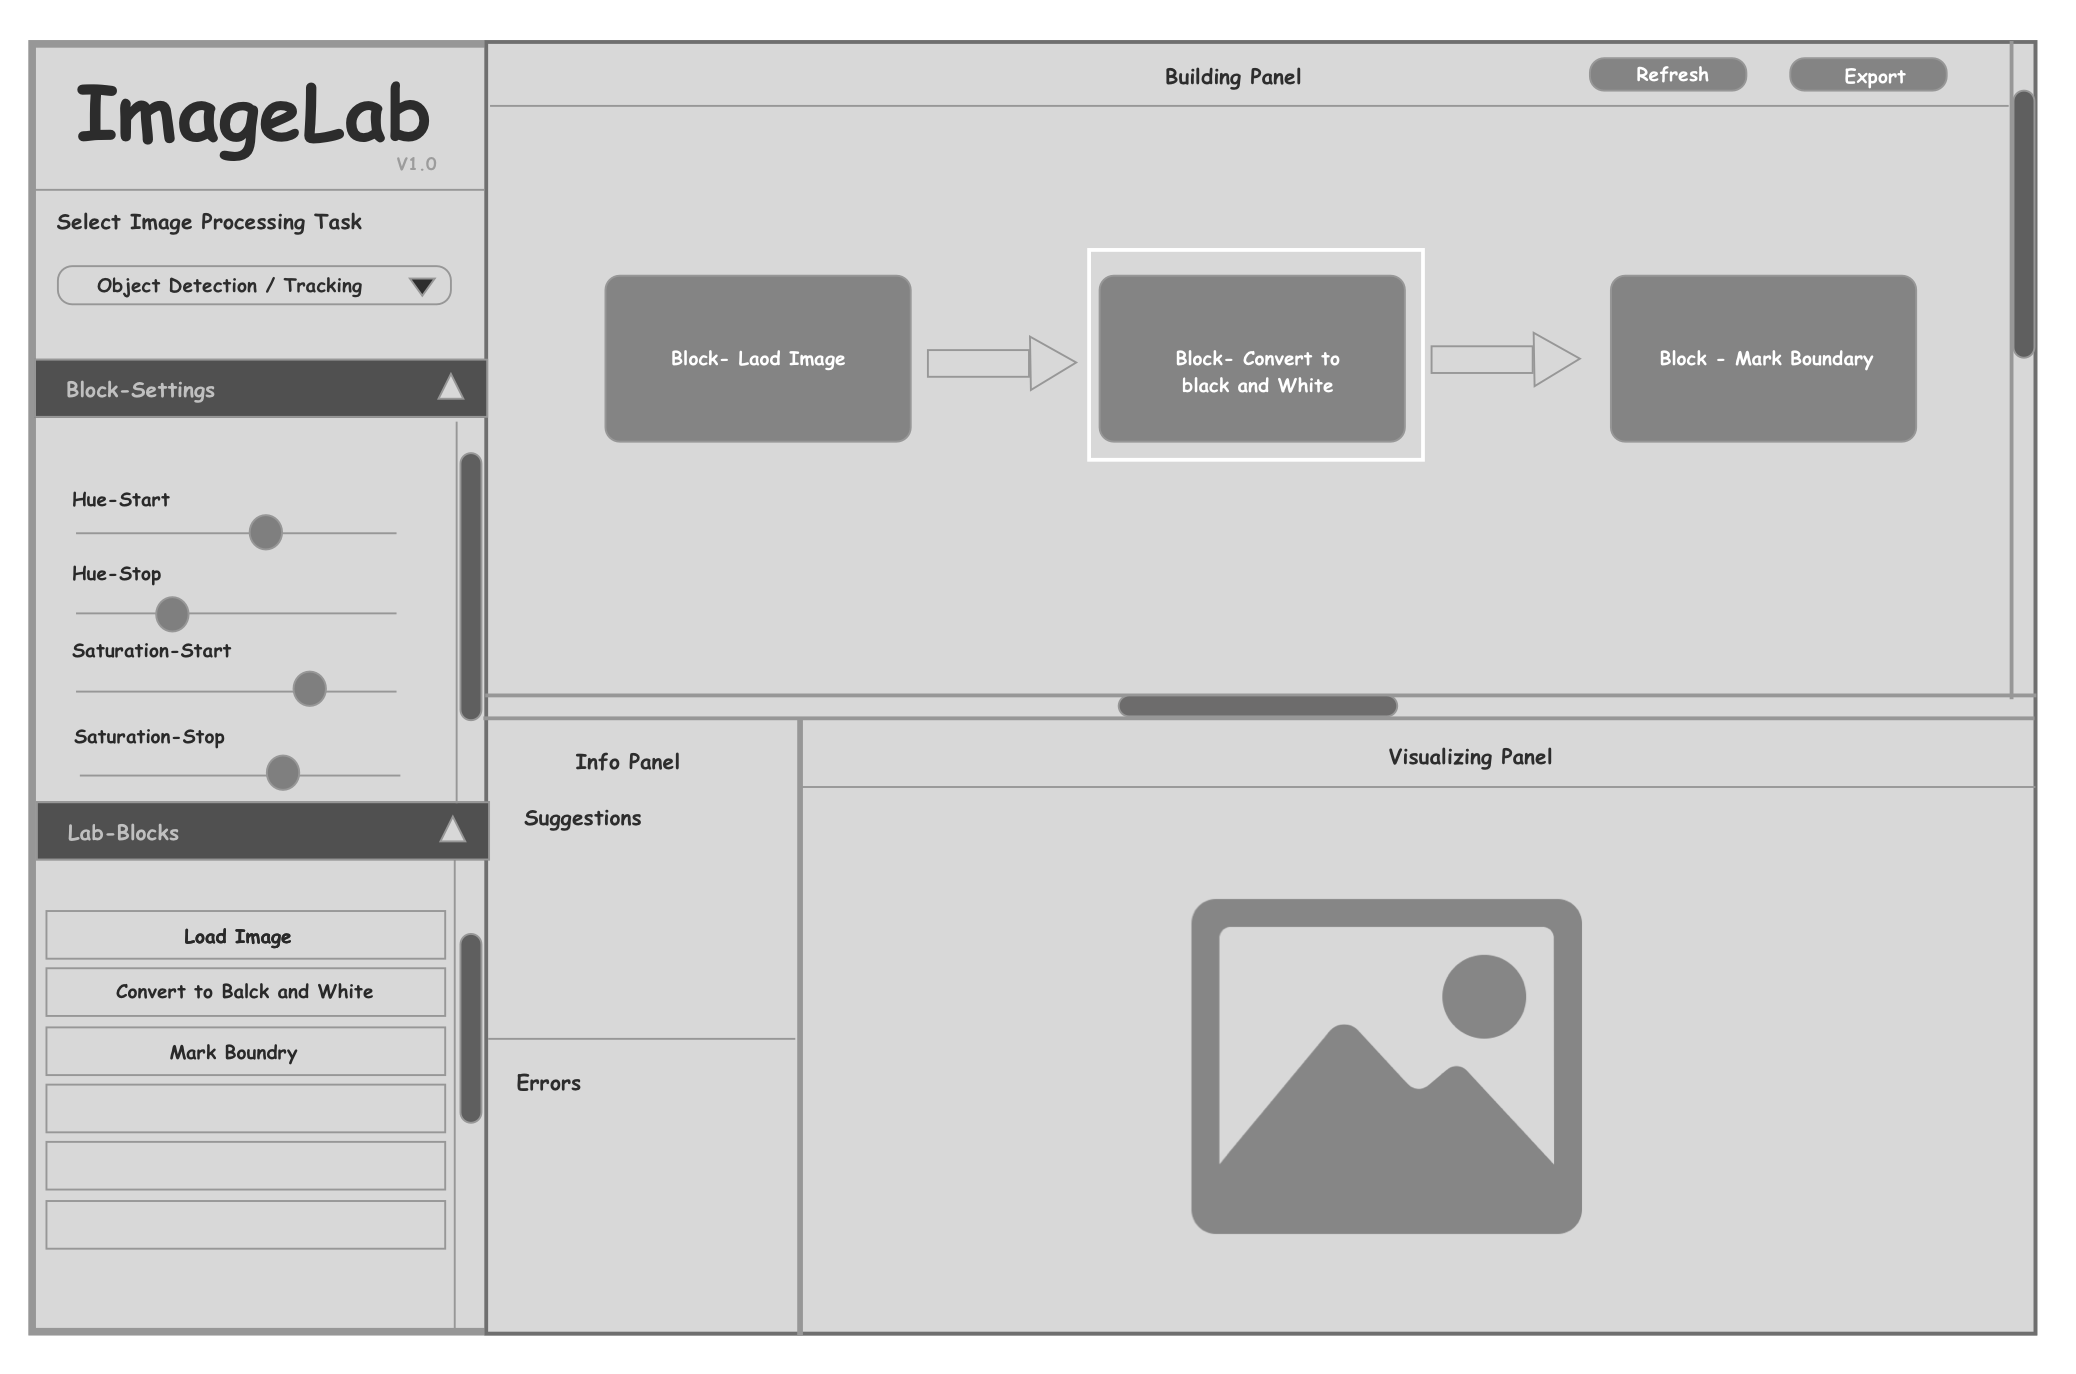 ImageLab
V1.0
Select Image Processing Task
Object Detection / Tracking
Block-Settings
Hue-Start
Hue-Stop
Saturation-Start
Saturation-Stop
Lab-Blocks
Load Image
Convert to Balck and White
Mark Boundry
Building Panel
Refresh
Export
Block- Laod Image
Block- Convert to
black and White
Block - Mark Boundary
Info Panel
Suggestions
Errors
Visualizing Panel